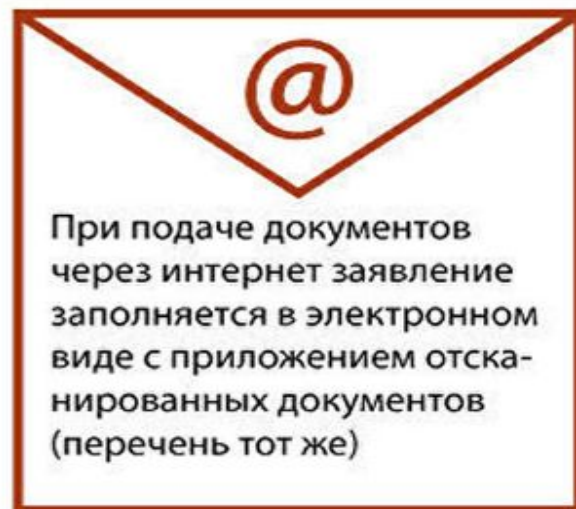 @
При подаче документов
через интернет заявление
заполняется в электронном
виде с приложением отска-
нированных документов
(перечень тот же)